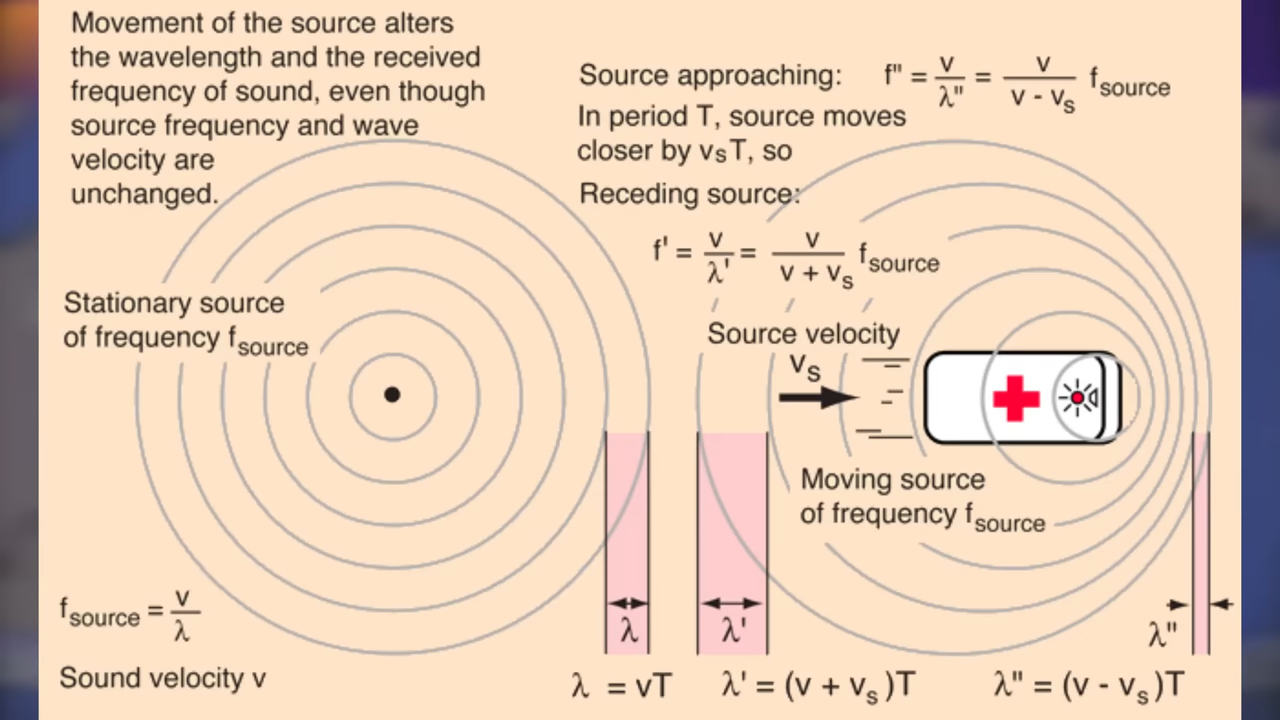 Movement of the source alters
the wavelength and the received
frequency of sound, even though
source frequency and wave
velocity are
unchanged.
Source approaching: f" = v/λ" = v/(v - vs) fsource
In period T, source moves
closer by vsT, so
Receding source:
f' = v/λ' = v/(v + vs) fsource
Stationary source
of frequency fsource
Source velocity
vs
Moving source
of frequency fsource
fsource = v/λ
λ
λ'
λ"
Sound velocity v
λ = vT
λ' = (v + vs)T
λ" = (v - vs)T